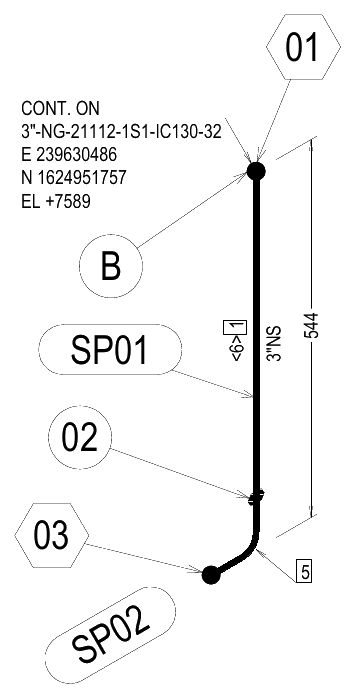 01
CONT. ON
3"-NG-21112-1S1-IC130-32
E 239630486
N 1624951757
EL +7589
B
SP01
<6> 1
3"NS
544
02
03
5
SP02